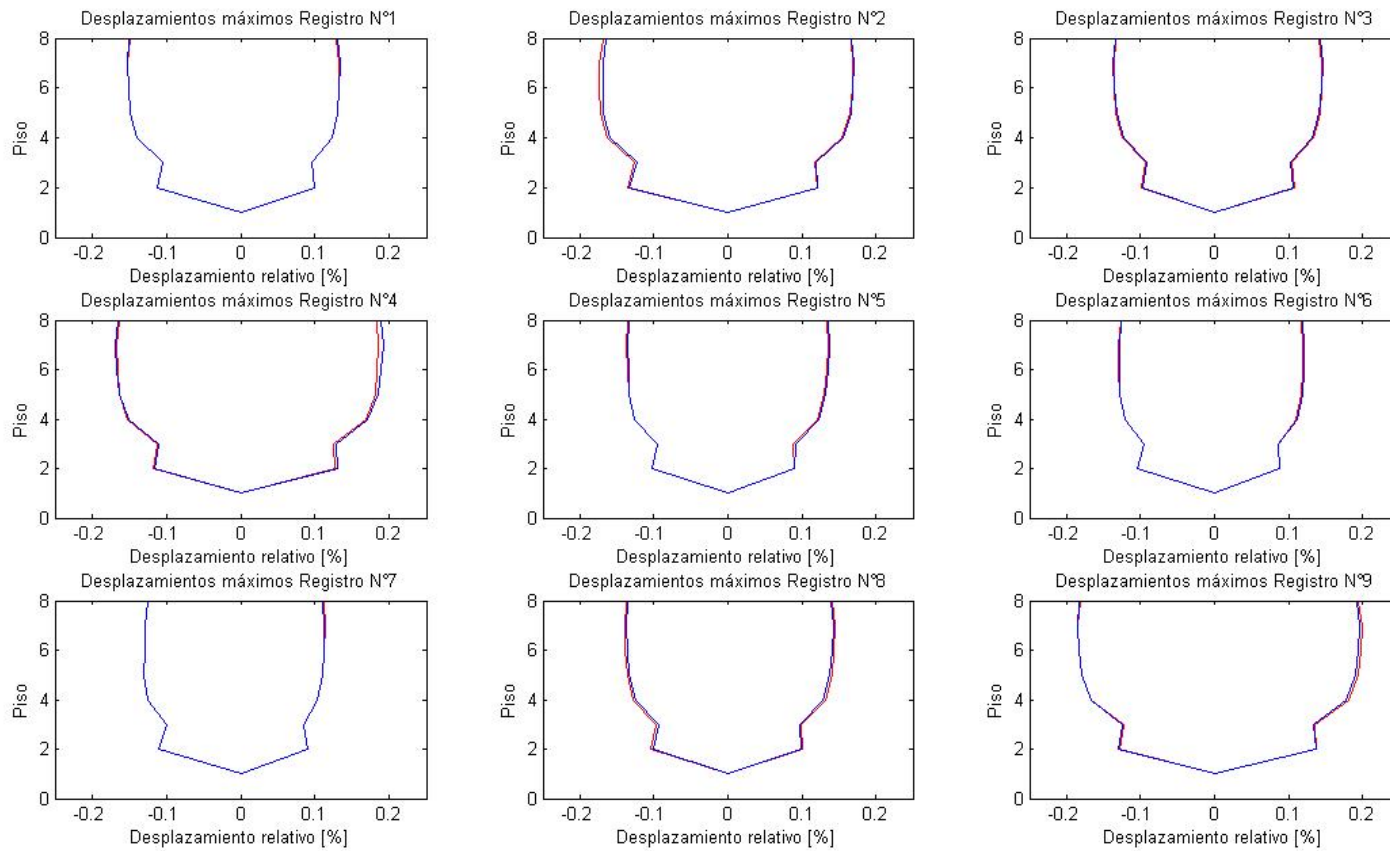 Desplazamientos máximos Registro N°1
8
6
4
2
0
Piso
-0.2 -0.1 0 0.1 0.2
Desplazamiento relativo [%]
Desplazamientos máximos Registro N°2
8
6
4
2
0
Piso
-0.2 -0.1 0 0.1 0.2
Desplazamiento relativo [%]
Desplazamientos máximos Registro N°3
8
6
4
2
0
Piso
-0.2 -0.1 0 0.1 0.2
Desplazamiento relativo [%]
Desplazamientos máximos Registro N°4
8
6
4
2
0
Piso
-0.2 -0.1 0 0.1 0.2
Desplazamiento relativo [%]
Desplazamientos máximos Registro N°5
8
6
4
2
0
Piso
-0.2 -0.1 0 0.1 0.2
Desplazamiento relativo [%]
Desplazamientos máximos Registro N°6
8
6
4
2
0
Piso
-0.2 -0.1 0 0.1 0.2
Desplazamiento relativo [%]
Desplazamientos máximos Registro N°7
8
6
4
2
0
Piso
-0.2 -0.1 0 0.1 0.2
Desplazamiento relativo [%]
Desplazamientos máximos Registro N°8
8
6
4
2
0
Piso
-0.2 -0.1 0 0.1 0.2
Desplazamiento relativo [%]
Desplazamientos máximos Registro N°9
8
6
4
2
0
Piso
-0.2 -0.1 0 0.1 0.2
Desplazamiento relativo [%]